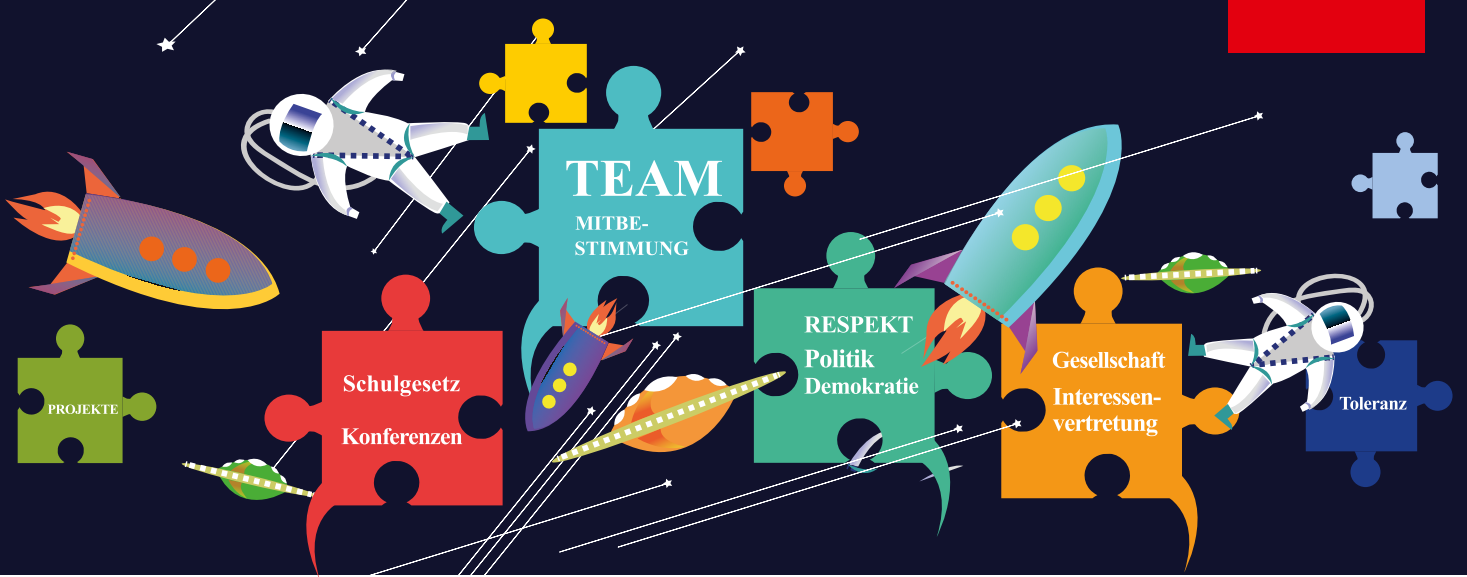 TEAM
MITBE-
STIMMUNG
PROJEKTE
Schulgesetz
Konferenzen
RESPEKT
Politik
Demokratie
Gesellschaft
Interessen-
vertretung
Toleranz